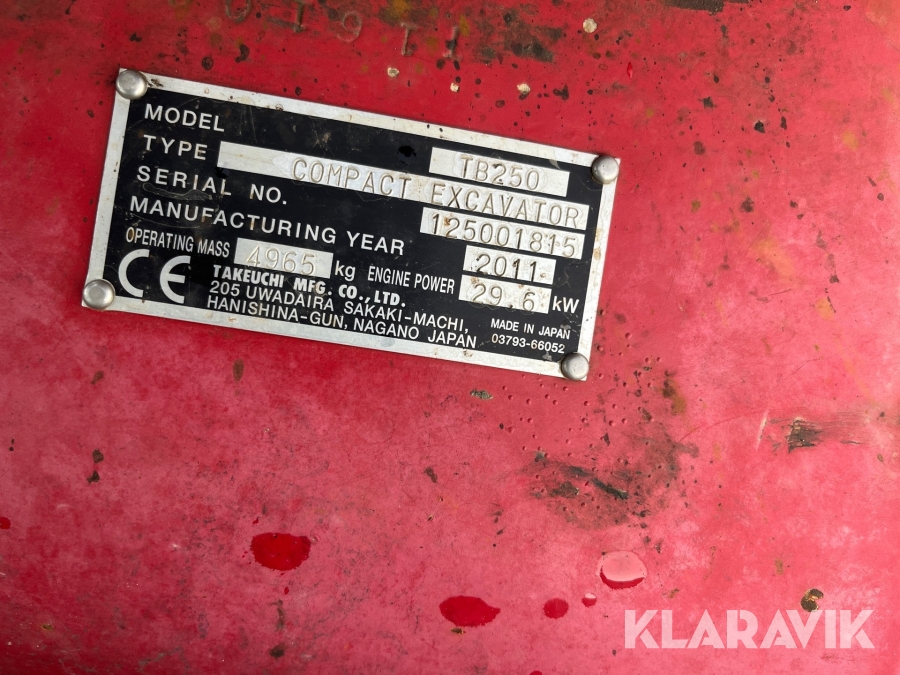 MODEL TB250
TYPE COMPACT EXCAVATOR
SERIAL NO. 125001815
MANUFACTURING YEAR 2011
OPERATING MASS 4965 kg ENGINE POWER 29.6 kW
CE TAKEUCHI MFG. CO., LTD.
205 UWADAIRA, SAKAKI-MACHI,
HANISHINA-GUN, NAGANO JAPAN
MADE IN JAPAN
03793-66052
KLARAVIK